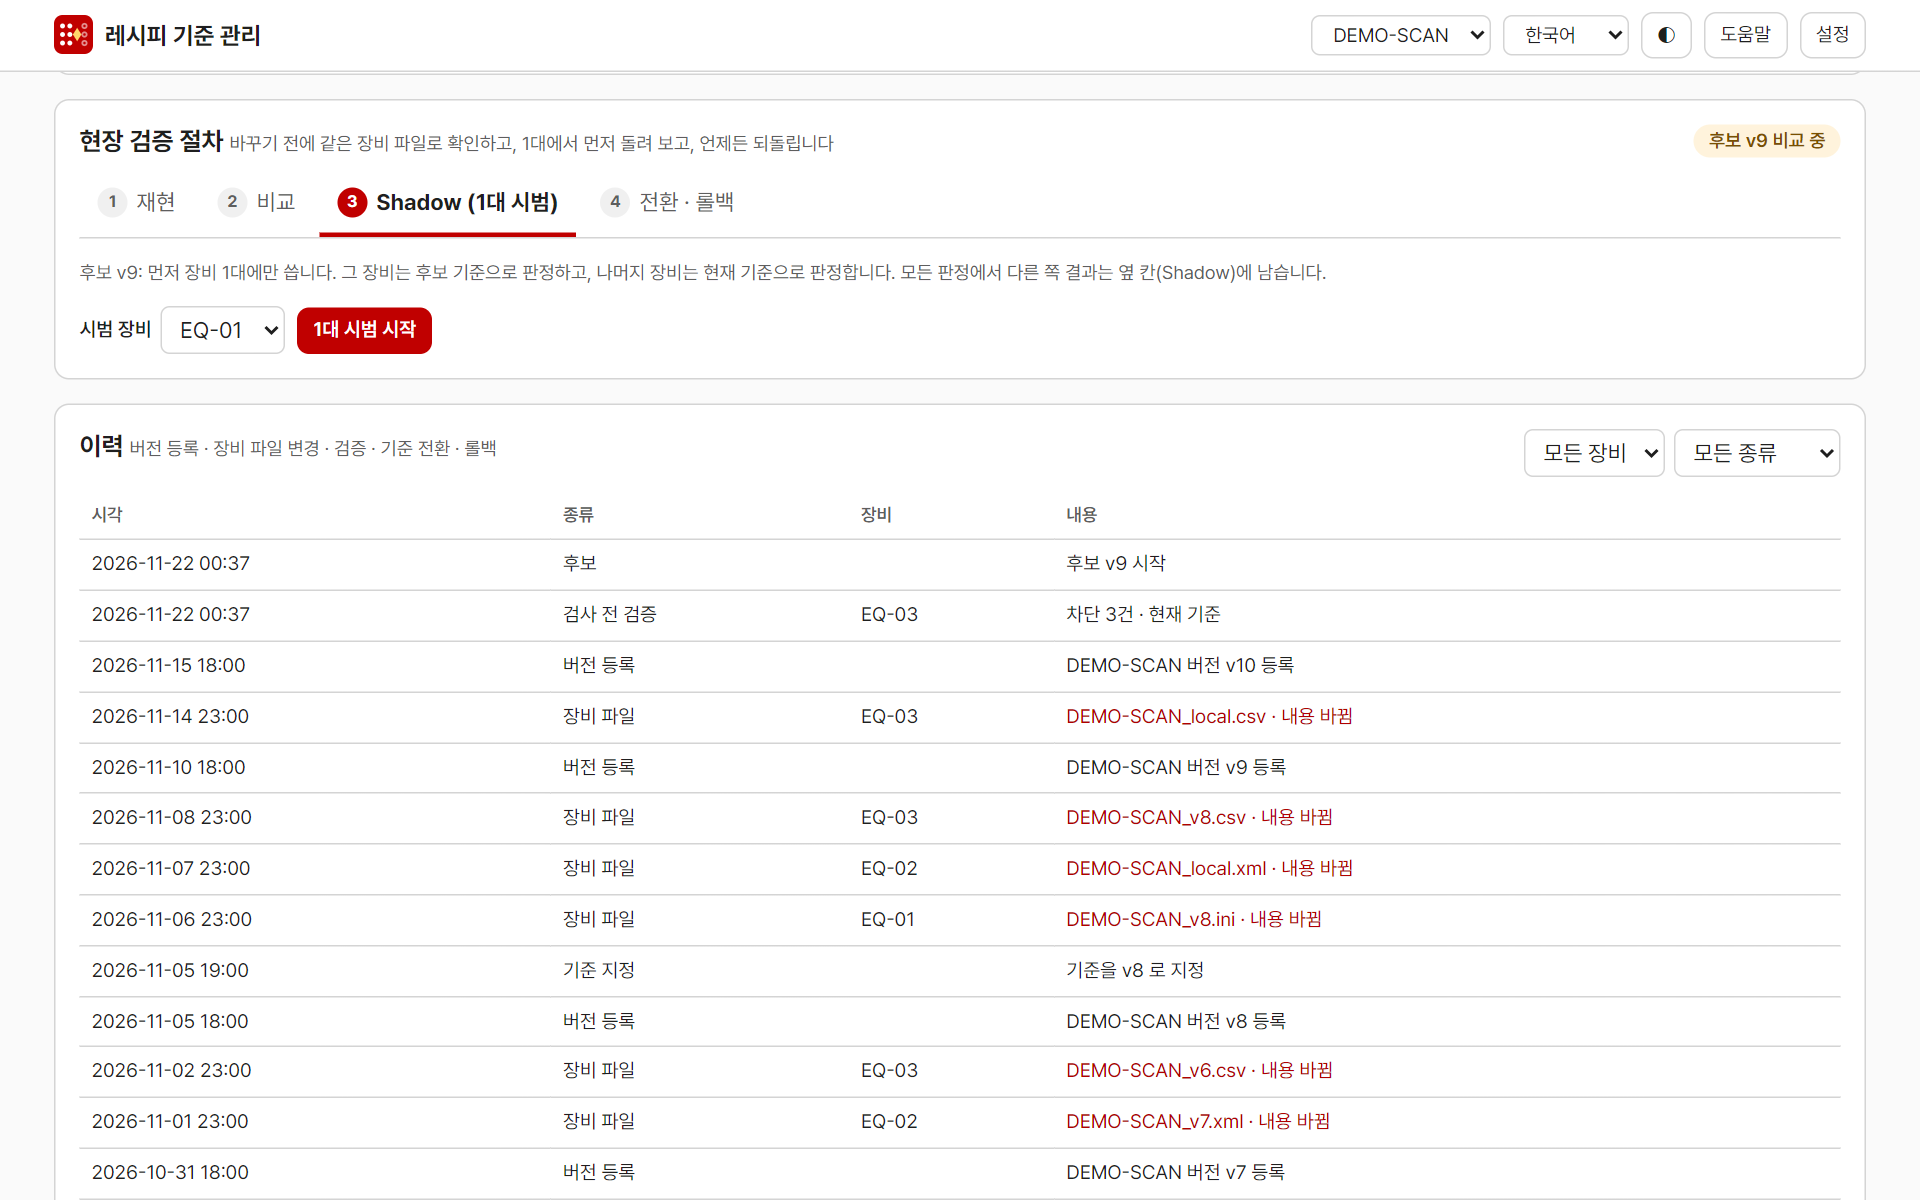 레시피 기준 관리
DEMO-SCAN
한국어
도움말
설정
현장 검증 절차 바꾸기 전에 같은 장비 파일로 확인하고, 1대에서 먼저 돌려 보고, 언제든 되돌립니다
후보 v9 비교 중
1 재현
2 비교
3 Shadow (1대 시범)
4 전환 · 롤백
후보 v9: 먼저 장비 1대에만 씁니다. 그 장비는 후보 기준으로 판정하고, 나머지 장비는 현재 기준으로 판정합니다. 모든 판정에서 다른 쪽 결과는 옆 칸(Shadow)에 남습니다.
시범 장비 EQ-01 1대 시범 시작
이력 버전 등록 · 장비 파일 변경 · 검증 · 기준 전환 · 롤백
모든 장비
모든 종류
시각 종류 장비 내용
2026-11-22 00:37 후보 후보 v9 시작
2026-11-22 00:37 검사 전 검증 EQ-03 차단 3건 · 현재 기준
2026-11-15 18:00 버전 등록 DEMO-SCAN 버전 v10 등록
2026-11-14 23:00 장비 파일 EQ-03 DEMO-SCAN_local.csv · 내용 바뀜
2026-11-10 18:00 버전 등록 DEMO-SCAN 버전 v9 등록
2026-11-08 23:00 장비 파일 EQ-03 DEMO-SCAN_v8.csv · 내용 바뀜
2026-11-07 23:00 장비 파일 EQ-02 DEMO-SCAN_local.xml · 내용 바뀜
2026-11-06 23:00 장비 파일 EQ-01 DEMO-SCAN_v8.ini · 내용 바뀜
2026-11-05 19:00 기준 지정 기준을 v8 로 지정
2026-11-05 18:00 버전 등록 DEMO-SCAN 버전 v8 등록
2026-11-02 23:00 장비 파일 EQ-03 DEMO-SCAN_v6.csv · 내용 바뀜
2026-11-01 23:00 장비 파일 EQ-02 DEMO-SCAN_v7.xml · 내용 바뀜
2026-10-31 18:00 버전 등록 DEMO-SCAN 버전 v7 등록